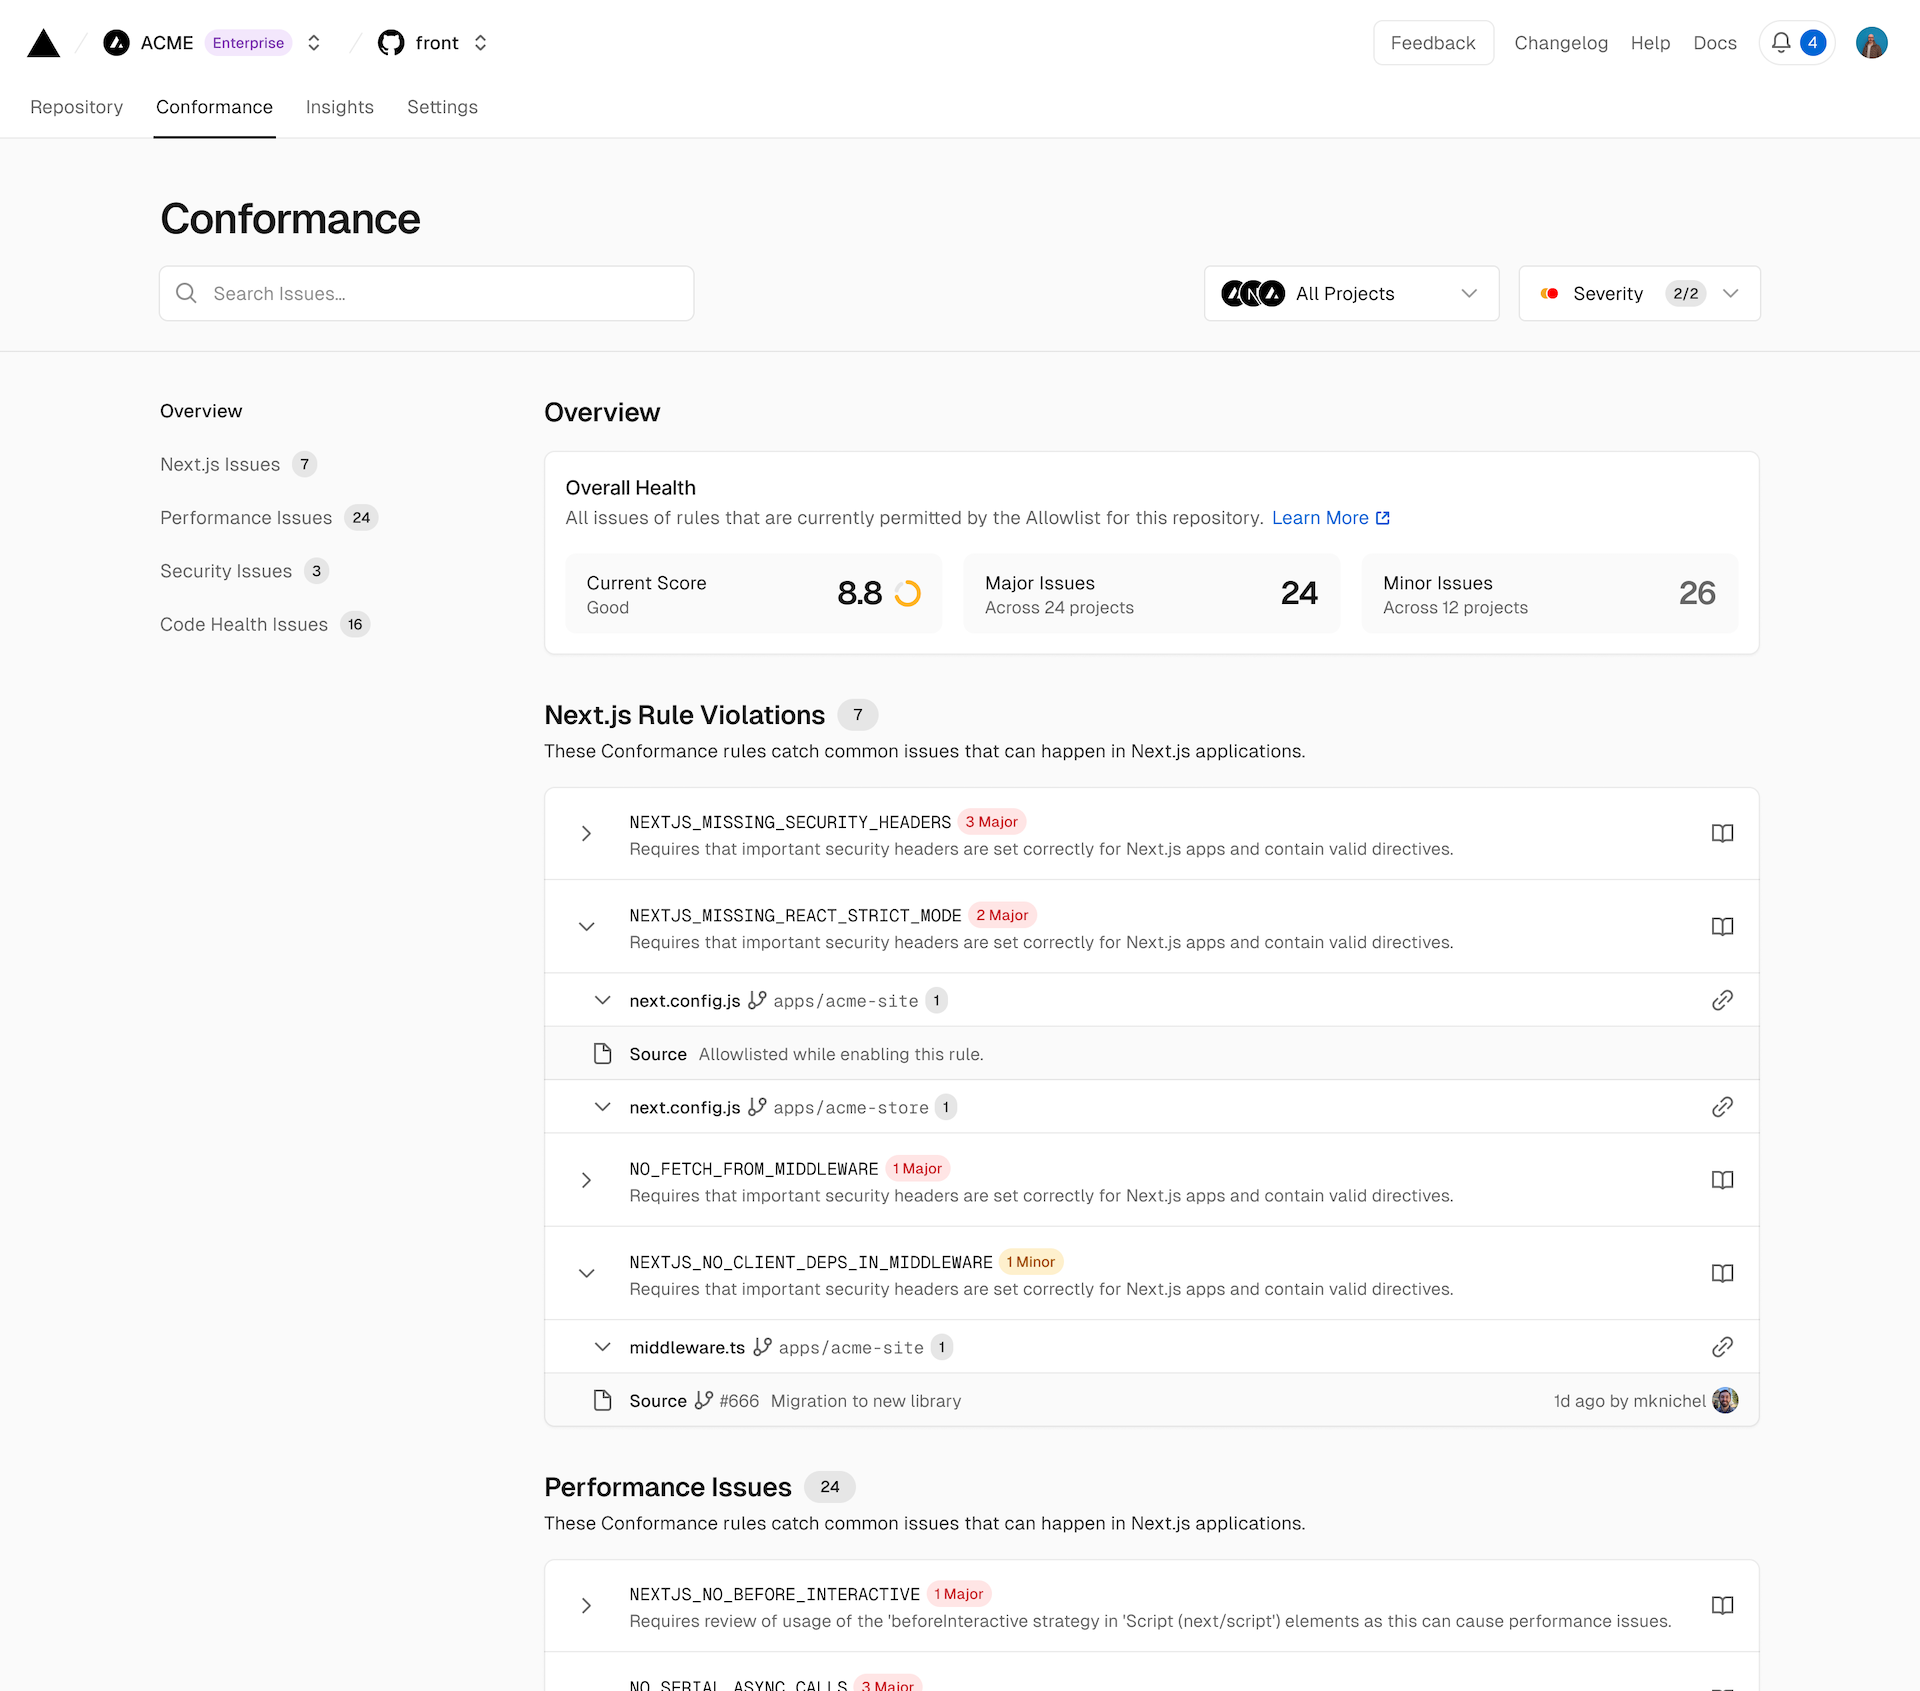 ACME Enterprise front Feedback Changelog Help Docs 4
Repository Conformance Insights Settings
Conformance
Search Issues... All Projects Severity 2/2
Overview
Next.js Issues 7
Performance Issues 24
Security Issues 3
Code Health Issues 16
Overview
Overall Health
All issues of rules that are currently permitted by the Allowlist for this repository. Learn More
Current Score
Good
8.8
Major Issues
Across 24 projects
24
Minor Issues
Across 12 projects
26
Next.js Rule Violations 7
These Conformance rules catch common issues that can happen in Next.js applications.
NEXTJS_MISSING_SECURITY_HEADERS 3 Major
Requires that important security headers are set correctly for Next.js apps and contain valid directives.
NEXTJS_MISSING_REACT_STRICT_MODE 2 Major
Requires that important security headers are set correctly for Next.js apps and contain valid directives.
next.config.js apps/acme-site 1
Source Allowlisted while enabling this rule.
next.config.js apps/acme-store 1
NO_FETCH_FROM_MIDDLEWARE 1 Major
Requires that important security headers are set correctly for Next.js apps and contain valid directives.
NEXTJS_NO_CLIENT_DEPS_IN_MIDDLEWARE 1 Minor
Requires that important security headers are set correctly for Next.js apps and contain valid directives.
middleware.ts apps/acme-site 1
Source #666 Migration to new library 1d ago by mknichel
Performance Issues 24
These Conformance rules catch common issues that can happen in Next.js applications.
NEXTJS_NO_BEFORE_INTERACTIVE 1 Major
Requires review of usage of the 'beforeInteractive strategy in 'Script (next/script') elements as this can cause performance issues.
NO_SERIAL_ASYNC_CALLS 3 Major